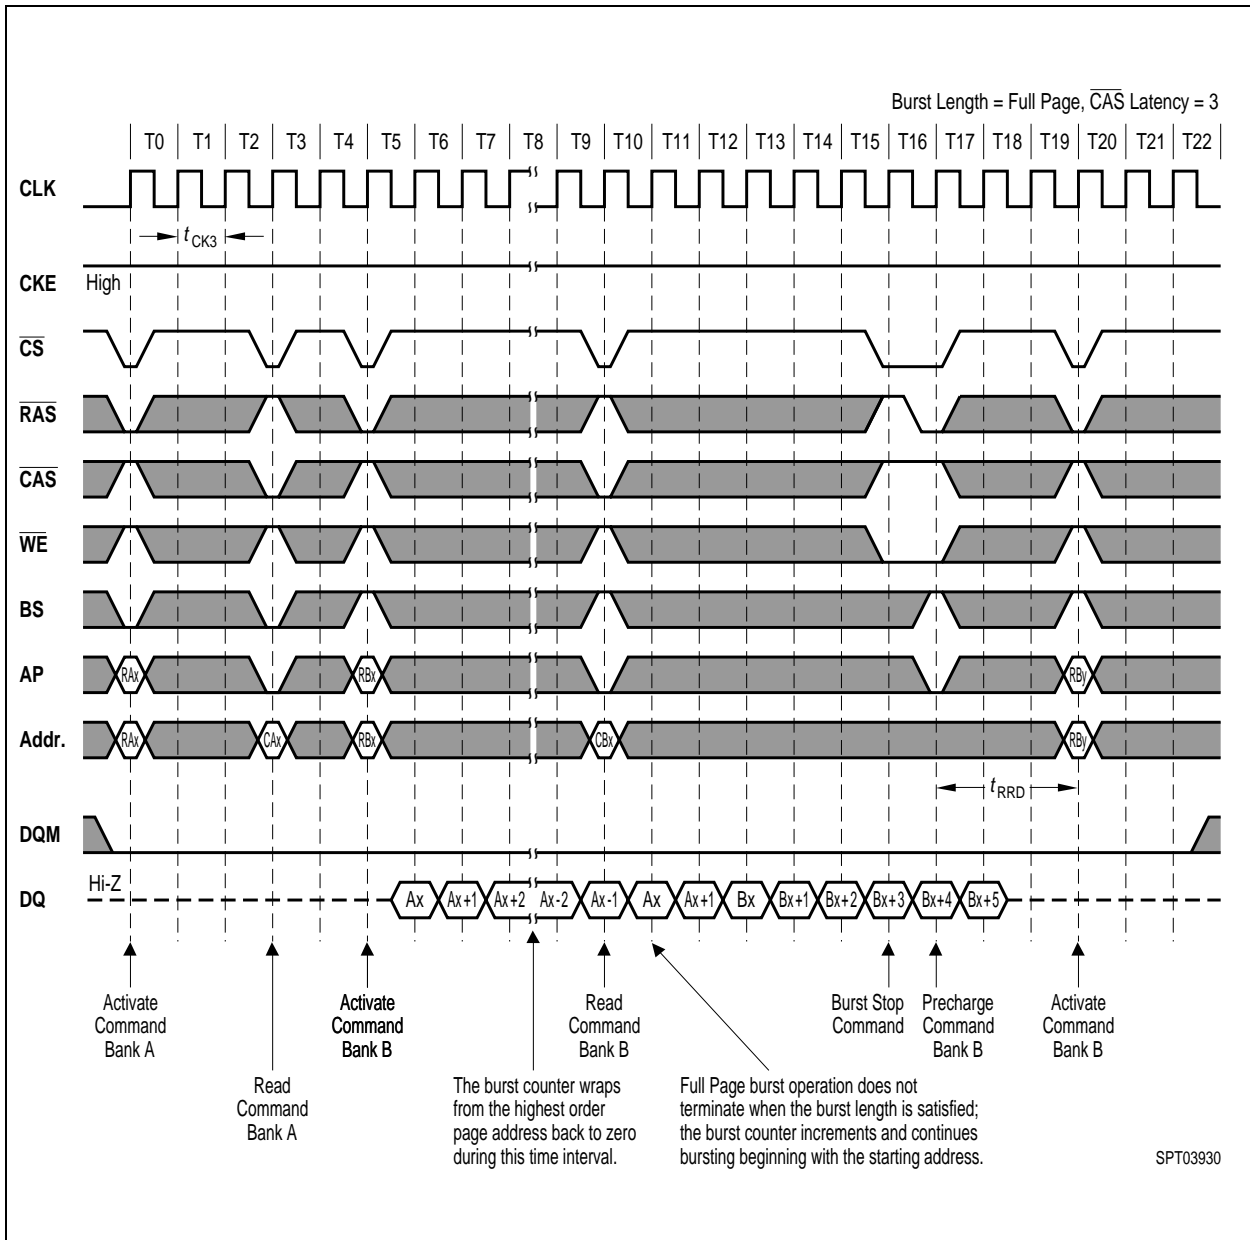 Burst Length = Full Page, CAS Latency = 3
T0 T1 T2 T3 T4 T5 T6 T7 T8 T9 T10 T11 T12 T13 T14 T15 T16 T17 T18 T19 T20 T21 T22
CLK
t CK3
CKE High
CS
RAS
CAS
WE
BS
AP RAx RBx RBy
Addr. RAx CAx RBx CBx RBy
t RRD
DQM
Hi-Z
DQ Ax Ax+1 Ax+2 Ax-2 Ax-1 Ax Ax+1 Bx Bx+1 Bx+2 Bx+3 Bx+4 Bx+5
Activate
Command
Bank A
Read
Command
Bank A
Activate
Command
Bank B
The burst counter wraps
from the highest order
page address back to zero
during this time interval.
Read
Command
Bank B
Full Page burst operation does not
terminate when the burst length is satisfied;
the burst counter increments and continues
bursting beginning with the starting address.
Burst Stop
Command
Precharge
Command
Bank B
Activate
Command
Bank B
SPT03930